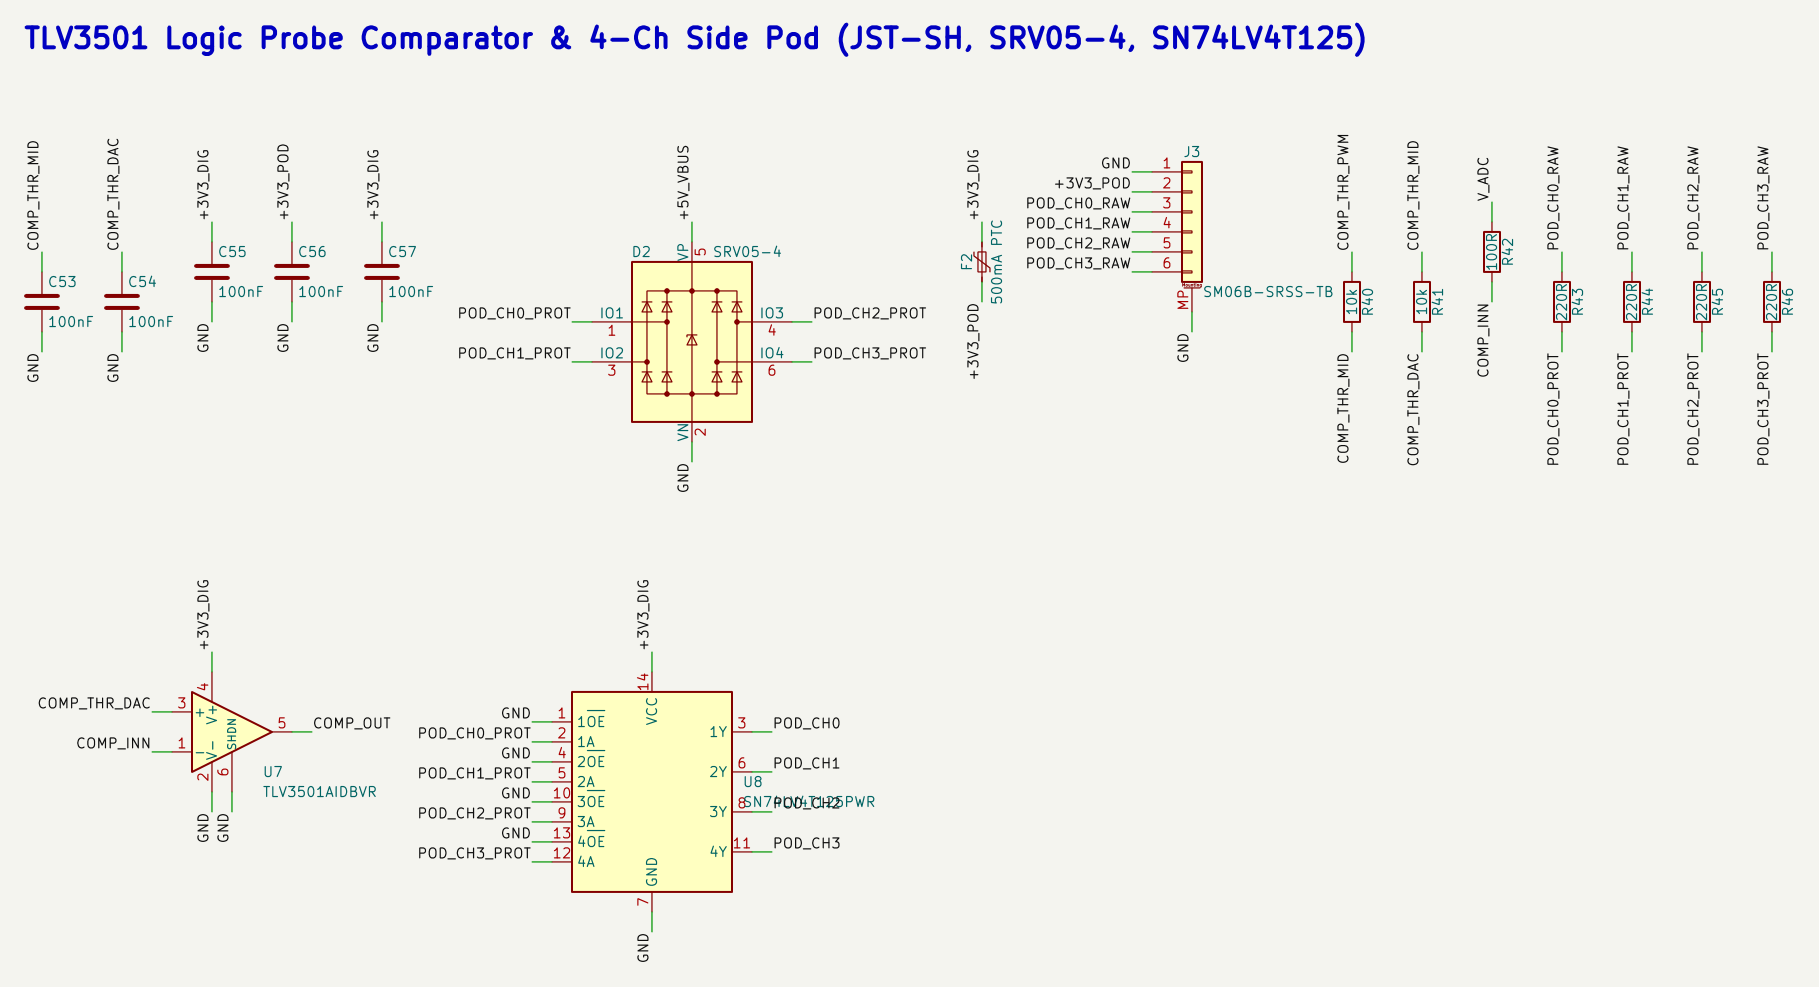 TLV3501 Logic Probe Comparator & 4-Ch Side Pod (JST-SH, SRV05-4, SN74LV4T125)
COMP_THR_MID
C53
100nF
GND
COMP_THR_DAC
C54
100nF
GND
+3V3_DIG
C55
100nF
GND
+3V3_POD
C56
100nF
GND
+3V3_DIG
C57
100nF
GND
+5V_VBUS
D2
VP
5
SRV05-4
POD_CH0_PROT
IO1
1
POD_CH1_PROT
IO2
3
IO3
4
POD_CH2_PROT
IO4
6
POD_CH3_PROT
VN
2
GND
+3V3_DIG
F2
500mA PTC
+3V3_POD
J3
GND
1
+3V3_POD
2
POD_CH0_RAW
3
POD_CH1_RAW
4
POD_CH2_RAW
5
POD_CH3_RAW
6
Mounting
MP
SM06B-SRSS-TB
GND
COMP_THR_PWM
10k
R40
COMP_THR_MID
COMP_THR_MID
10k
R41
COMP_THR_DAC
V_ADC
100R
R42
COMP_INN
POD_CH0_RAW
220R
R43
POD_CH0_PROT
POD_CH1_RAW
220R
R44
POD_CH1_PROT
POD_CH2_RAW
220R
R45
POD_CH2_PROT
POD_CH3_RAW
220R
R46
POD_CH3_PROT
+3V3_DIG
4
COMP_THR_DAC
3
+
V+
COMP_INN
1
−
V-
SHDN
5
COMP_OUT
2
6
GND
GND
U7
TLV3501AIDBVR
+3V3_DIG
14
VCC
GND
1
1OE
POD_CH0_PROT
2
1A
GND
4
2OE
POD_CH1_PROT
5
2A
GND
10
3OE
POD_CH2_PROT
9
3A
GND
13
4OE
POD_CH3_PROT
12
4A
1Y
3
POD_CH0
2Y
6
POD_CH1
U8
SN74LV4T125PWR
3Y
8
POD_CH2
4Y
11
POD_CH3
GND
7
GND